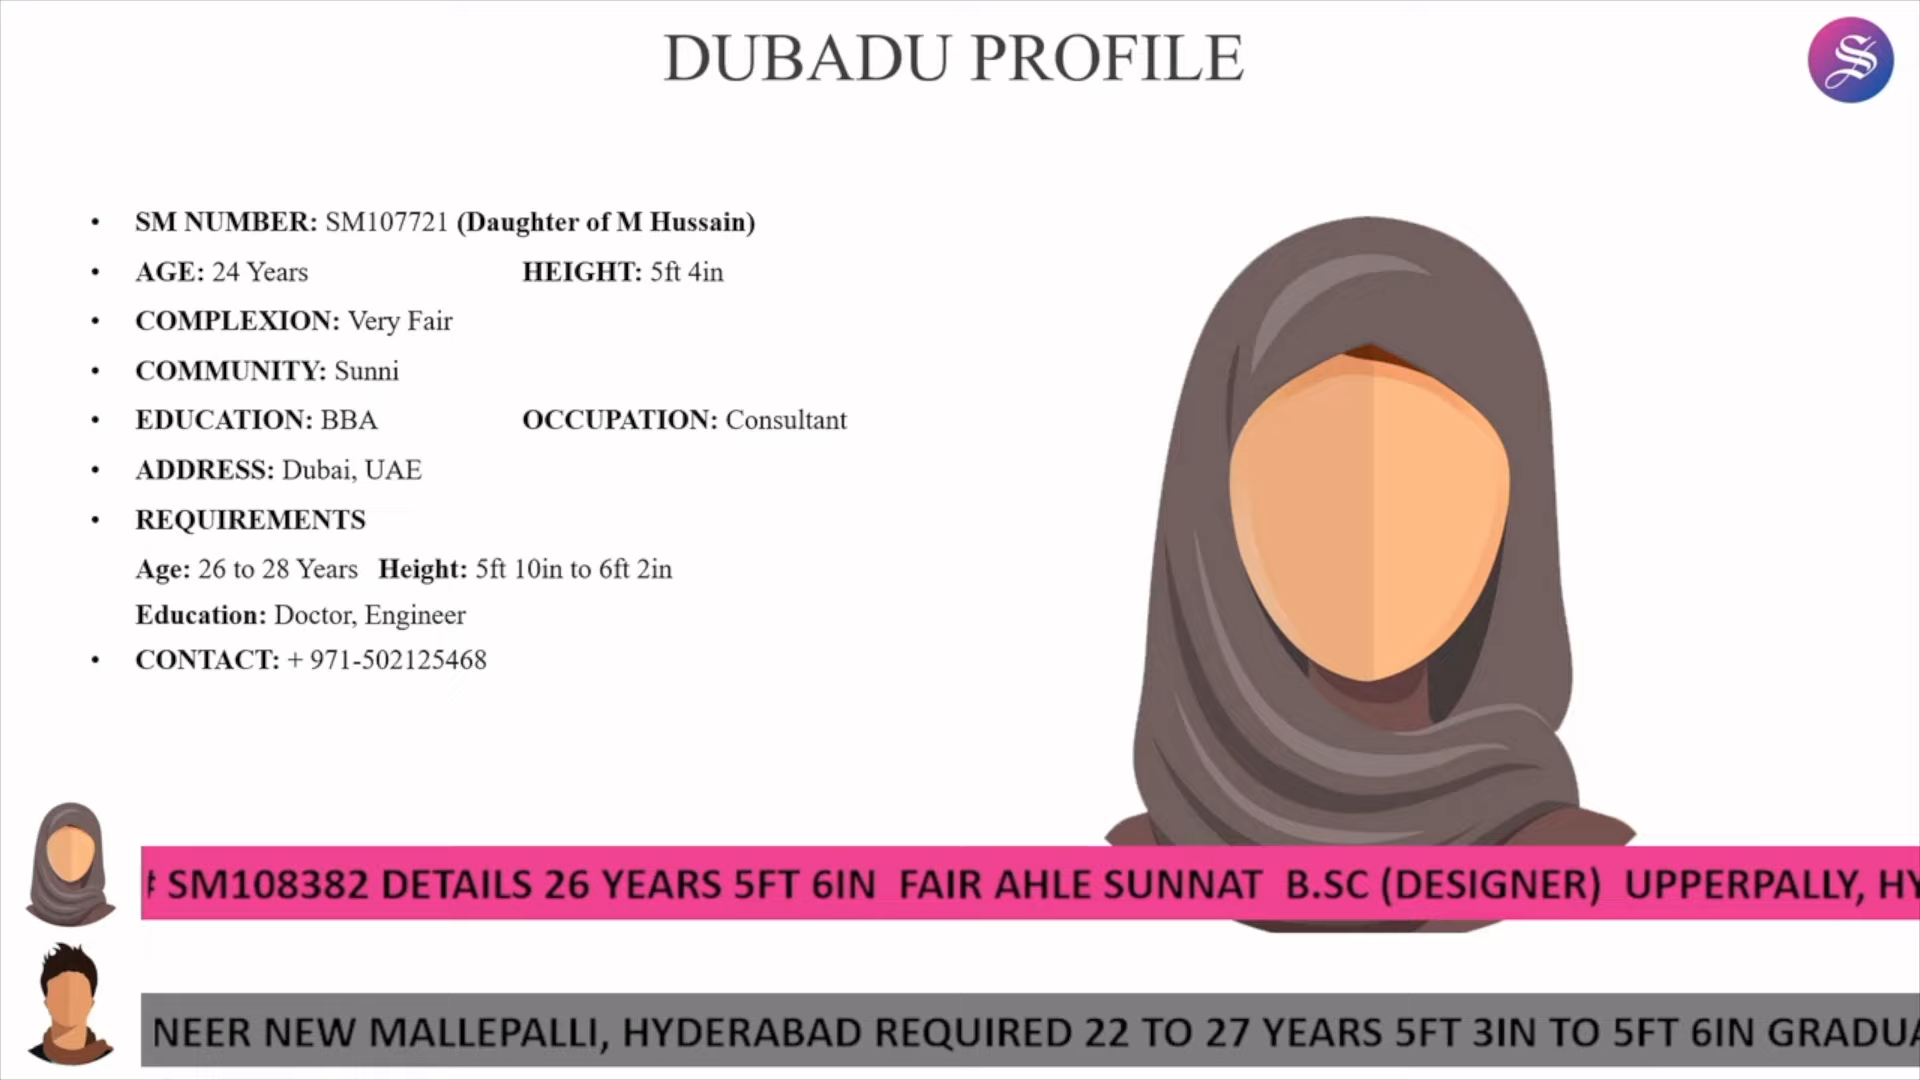 DUBADU PROFILE
• SM NUMBER: SM107721 (Daughter of M Hussain)
• AGE: 24 Years HEIGHT: 5ft 4in
• COMPLEXION: Very Fair
• COMMUNITY: Sunni
• EDUCATION: BBA OCCUPATION: Consultant
• ADDRESS: Dubai, UAE
• REQUIREMENTS
Age: 26 to 28 Years Height: 5ft 10in to 6ft 2in
Education: Doctor, Engineer
• CONTACT: + 971-502125468
# SM108382 DETAILS 26 YEARS 5FT 6IN FAIR AHLE SUNNAT B.SC (DESIGNER) UPPERPALLY, HY
NEER NEW MALLEPALLI, HYDERABAD REQUIRED 22 TO 27 YEARS 5FT 3IN TO 5FT 6IN GRADUA